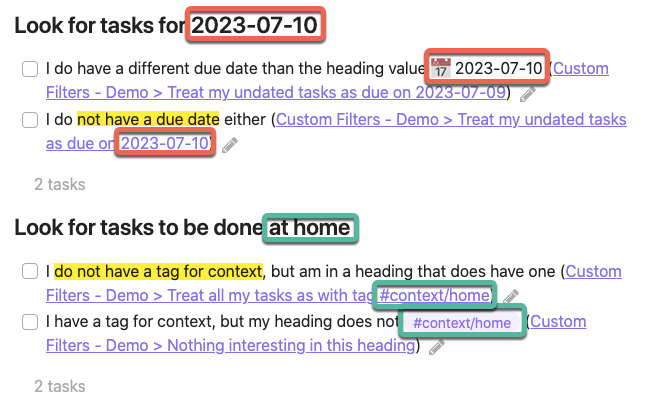 Look for tasks for 2023-07-10
I do have a different due date than the heading value 📅 2023-07-10 (Custom
Filters - Demo > Treat my undated tasks as due on 2023-07-09)
I do not have a due date either (Custom Filters - Demo > Treat my undated tasks
as due on 2023-07-10)
2 tasks
Look for tasks to be done at home
I do not have a tag for context, but am in a heading that does have one (Custom
Filters - Demo > Treat all my tasks as with tag #context/home)
I have a tag for context, but my heading does not #context/home (Custom
Filters - Demo > Nothing interesting in this heading)
2 tasks